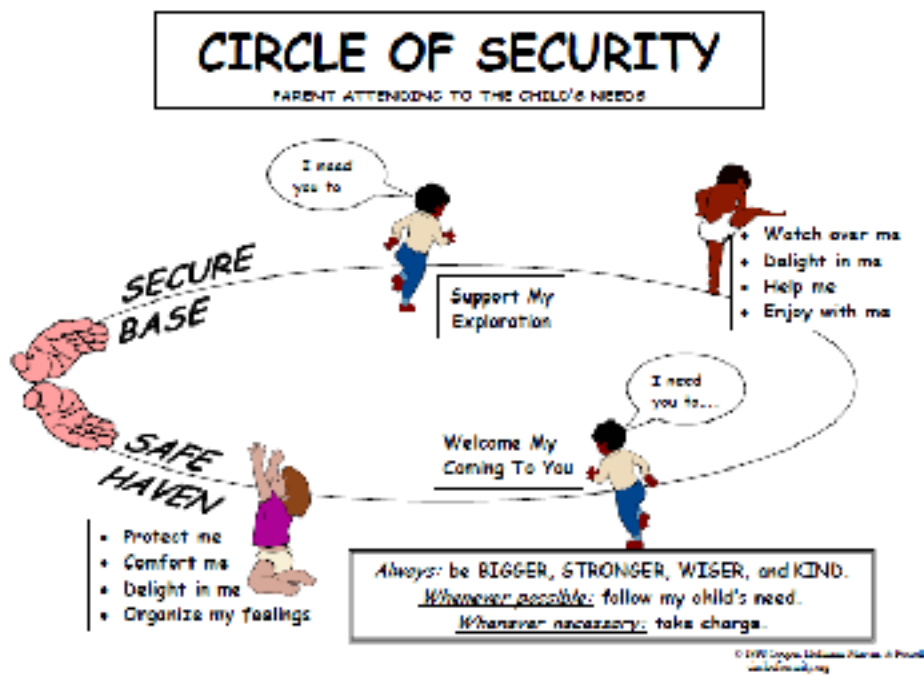 CIRCLE OF SECURITY
PARENT ATTENDING TO THE CHILD'S NEEDS
I need
you to
SECURE
BASE
Support My
Exploration
• Watch over me
• Delight in me
• Help me
• Enjoy with me
I need
you to...
Welcome My
Coming To You
SAFE
HAVEN
• Protect me
• Comfort me
• Delight in me
• Organize my feelings
Always: be BIGGER, STRONGER, WISER, and KIND.
Whenever possible: follow my child's need.
Whenever necessary: take charge.